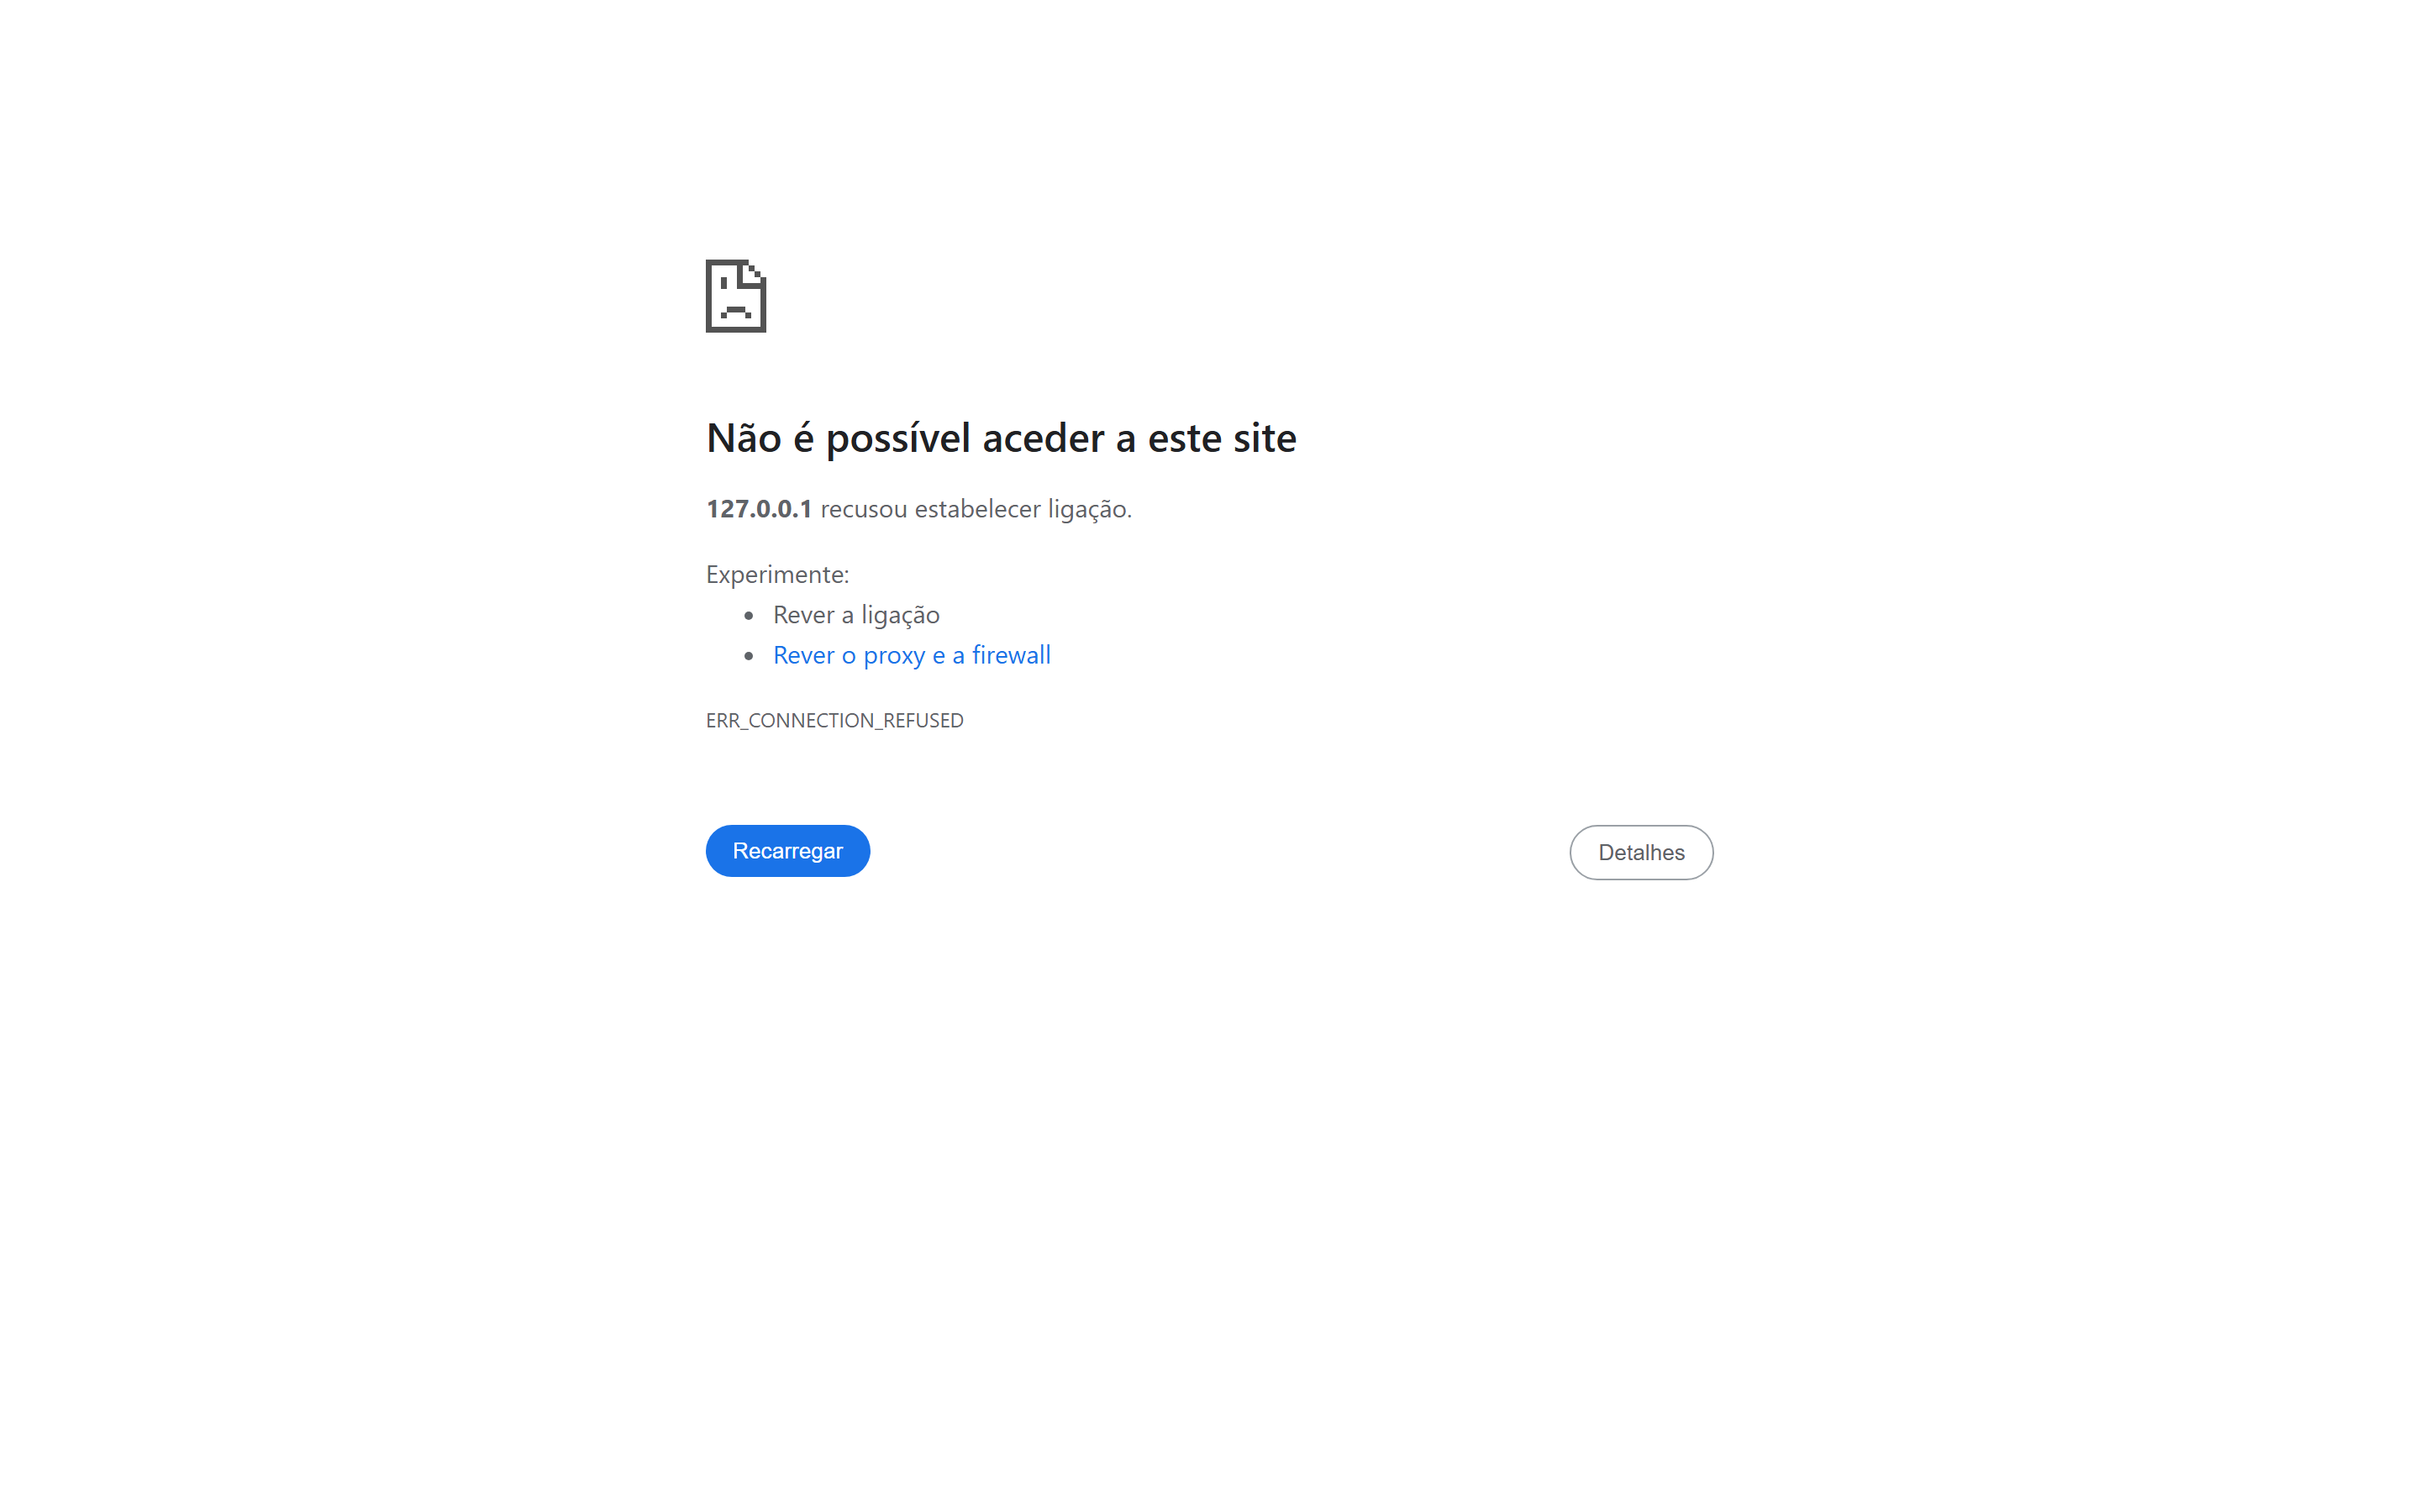 Não é possível aceder a este site
127.0.0.1 recusou estabelecer ligação.
Experimente:
Rever a ligação
Rever o proxy e a firewall
ERR_CONNECTION_REFUSED
Recarregar
Detalhes